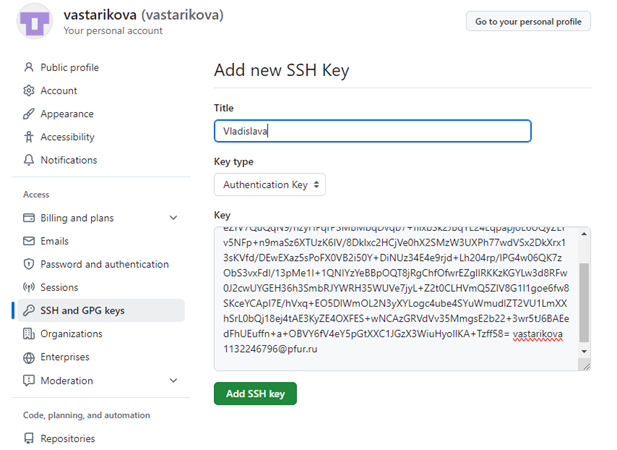 vastarikova (vastarikova)
Your personal account
Go to your personal profile
Public profile
Account
Appearance
Accessibility
Notifications
Access
Billing and plans
Emails
Password and authentication
Sessions
SSH and GPG keys
Organizations
Enterprises
Moderation
Code, planning, and automation
Repositories
Add new SSH Key
Title
Vladislava
Key type
Authentication Key
Key
v5NFp+n9maSz6XTUzK6IV/8DkIxc2HCjVe0hX2SMzW3UXPh77wdVSx2DkXrx1
3sKVfd/DEwEXaz5sPoFX0VB2i50Y+DiNUz34E4e9rjd+Lh204rp/IPG4w06QK7z
ObS3vxFdI/13pMe1I+1QNIYzYeBBpOQT8jRgChfOfwrEZgIIRKKzKGYLw3d8RFw
0J2cwUYGEH36h3SmbRJYWRH35WUVe7jyL+Z2t0CLHVmQ5ZIV8G1I1goe6fw8
SKceYCApI7E/hVxq+EO5DIWmOL2N3yXYLogc4ube4SYuWmudIZT2VU1LmXX
hSrL0bQj18ej4tAE3KyZE4OXFES+wNCAzGRVdVv35MmgsE2b22+3wr5tJ6BAEe
dFhUEuffn+a+OBVY6fV4eY5pGtXXC1JGzX3WiuHyoIIKA+Tzff58= vastarikova
1132246796@pfur.ru
Add SSH key